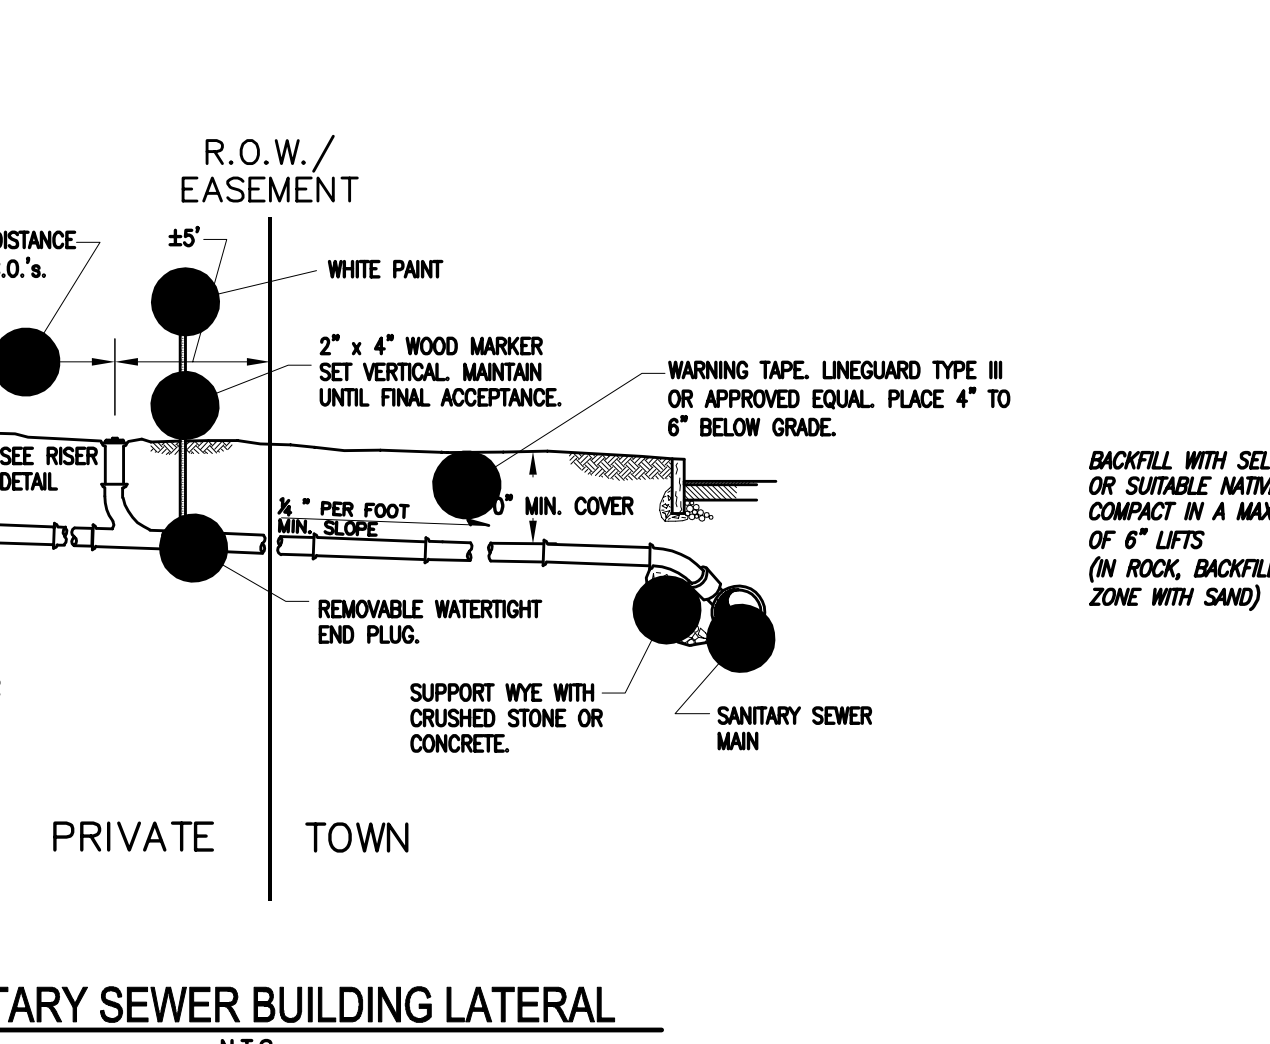 R.O.W./
EASEMENT
DISTANCE
.O.'s.
±5'
WHITE PAINT
2" x 4" WOOD MARKER
SET VERTICAL. MAINTAIN
UNTIL FINAL ACCEPTANCE.
WARNING TAPE. LINEGUARD TYPE III
OR APPROVED EQUAL. PLACE 4" TO
6" BELOW GRADE.
SEE RISER
DETAIL
¼ " PER FOOT
MIN. SLOPE
0" MIN. COVER
BACKFILL WITH SEL
OR SUITABLE NATIV
COMPACT IN A MAX
OF 6" LIFTS
(IN ROCK, BACKFILL
ZONE WITH SAND)
REMOVABLE WATERTIGHT
END PLUG.
SUPPORT WYE WITH
CRUSHED STONE OR
CONCRETE.
SANITARY SEWER
MAIN
PRIVATE
TOWN
TARY SEWER BUILDING LATERAL
N.T.S.